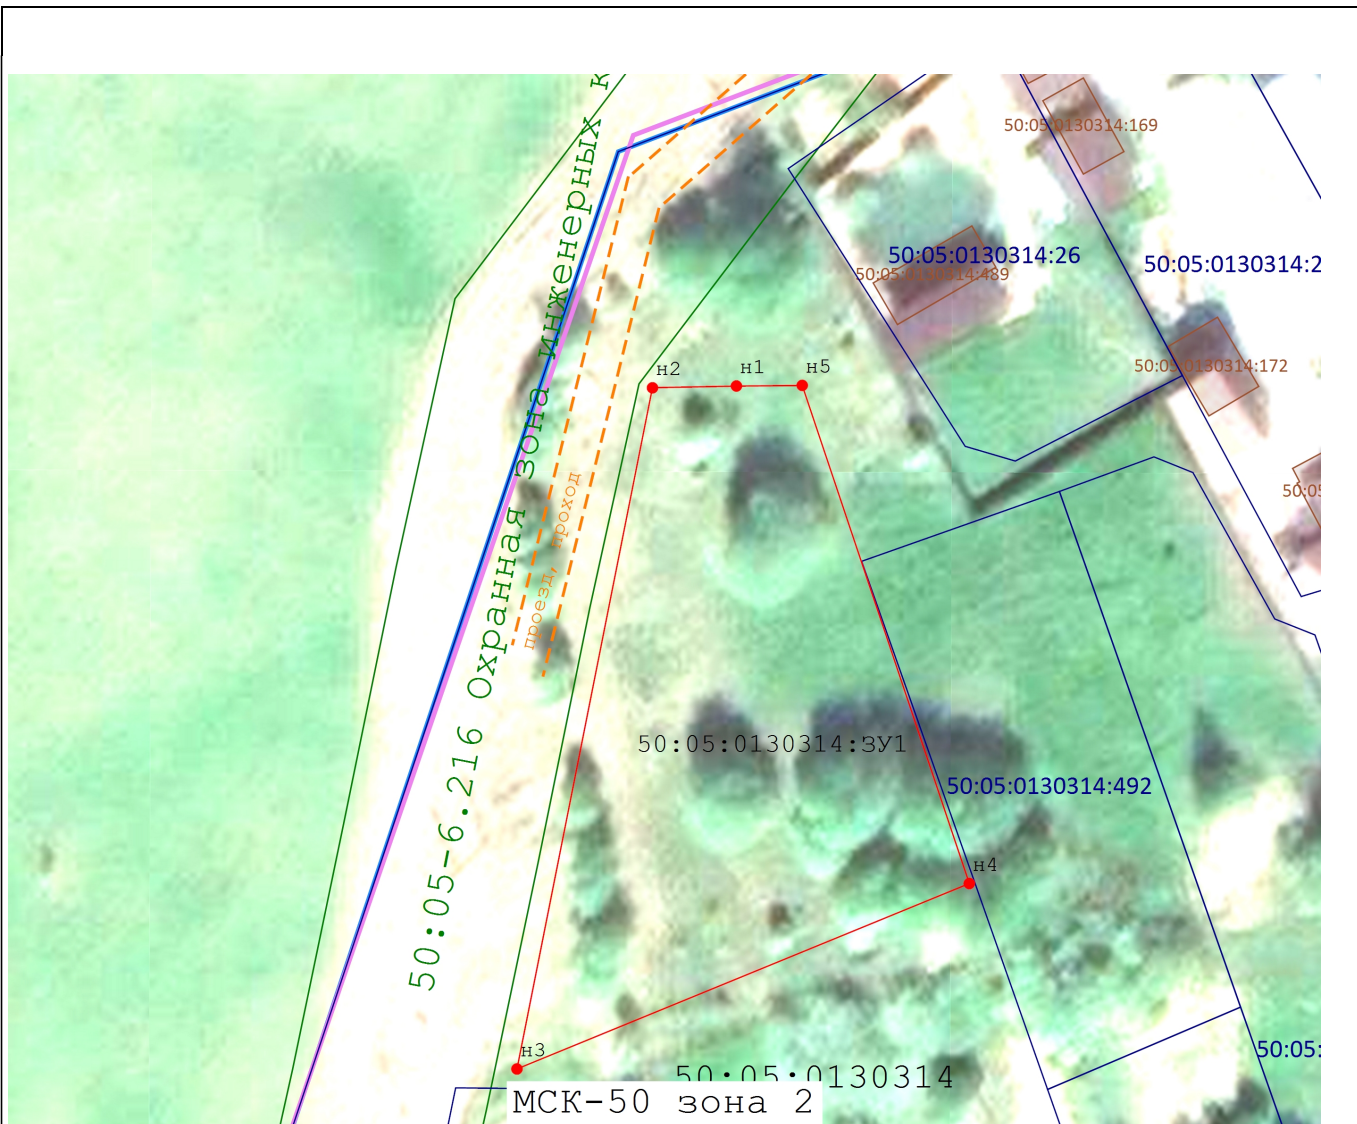 50:05:0130314:169
50:05:0130314:26
50:05:0130314:489
50:05:0130314:2
50:05:0130314:172
50:05
н2
н1
н5
50:05-6.216 Охранная зона инженерных к
проезд, проход
50:05:0130314:ЗУ1
50:05:0130314:492
н4
н3
50:05:
50:05:0130314
МСК-50 зона 2